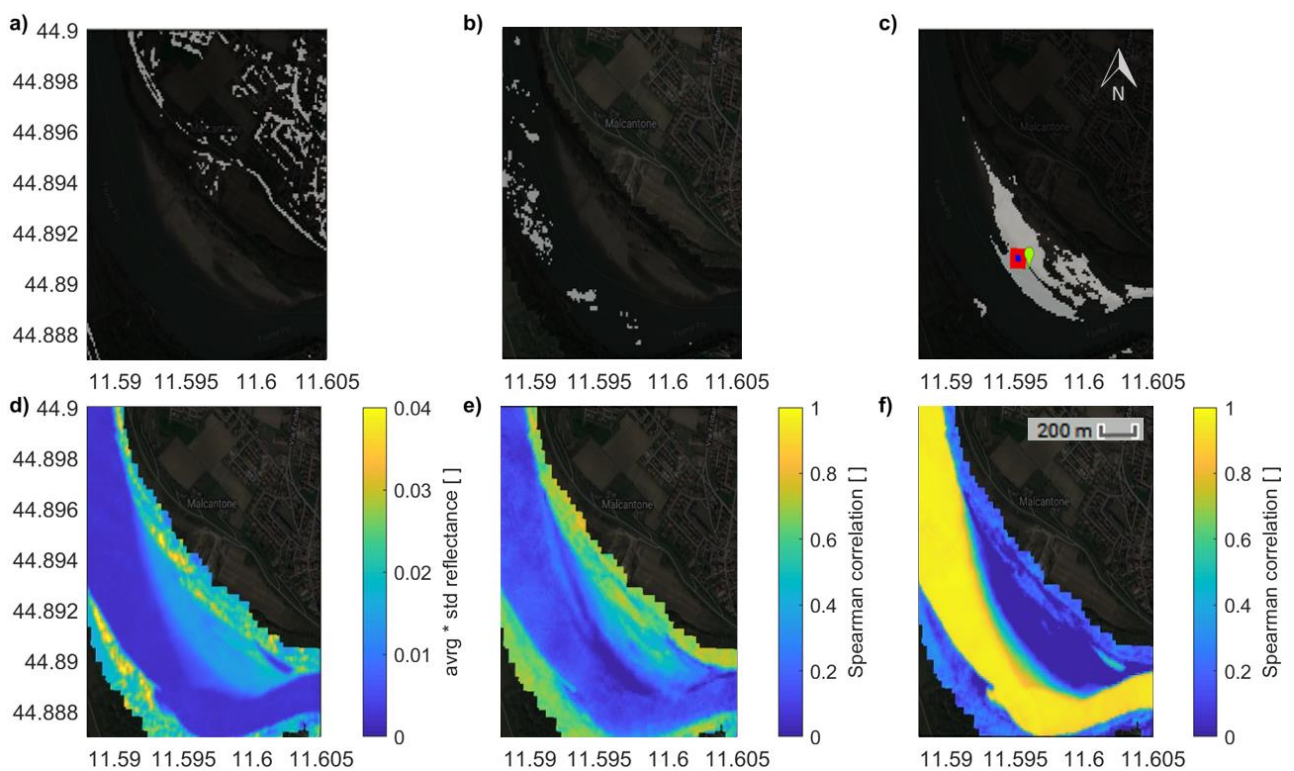 a)
b)
c)
44.9
44.898
44.896
44.894
44.892
44.89
44.888
Malcantone
N
11.59 11.595 11.6 11.605
11.59 11.595 11.6 11.605
11.59 11.595 11.6 11.605
d)
e)
f)
44.9
44.898
44.896
44.894
44.892
44.89
44.888
Malcantone
0.04
0.03
0.02
0.01
0
avrg * std reflectance [ ]
Malcantone
1
0.8
0.6
0.4
0.2
0
Spearman correlation [ ]
200 m
Malcantone
1
0.8
0.6
0.4
0.2
0
Spearman correlation [ ]
11.59 11.595 11.6 11.605
11.59 11.595 11.6 11.605
11.59 11.595 11.6 11.605